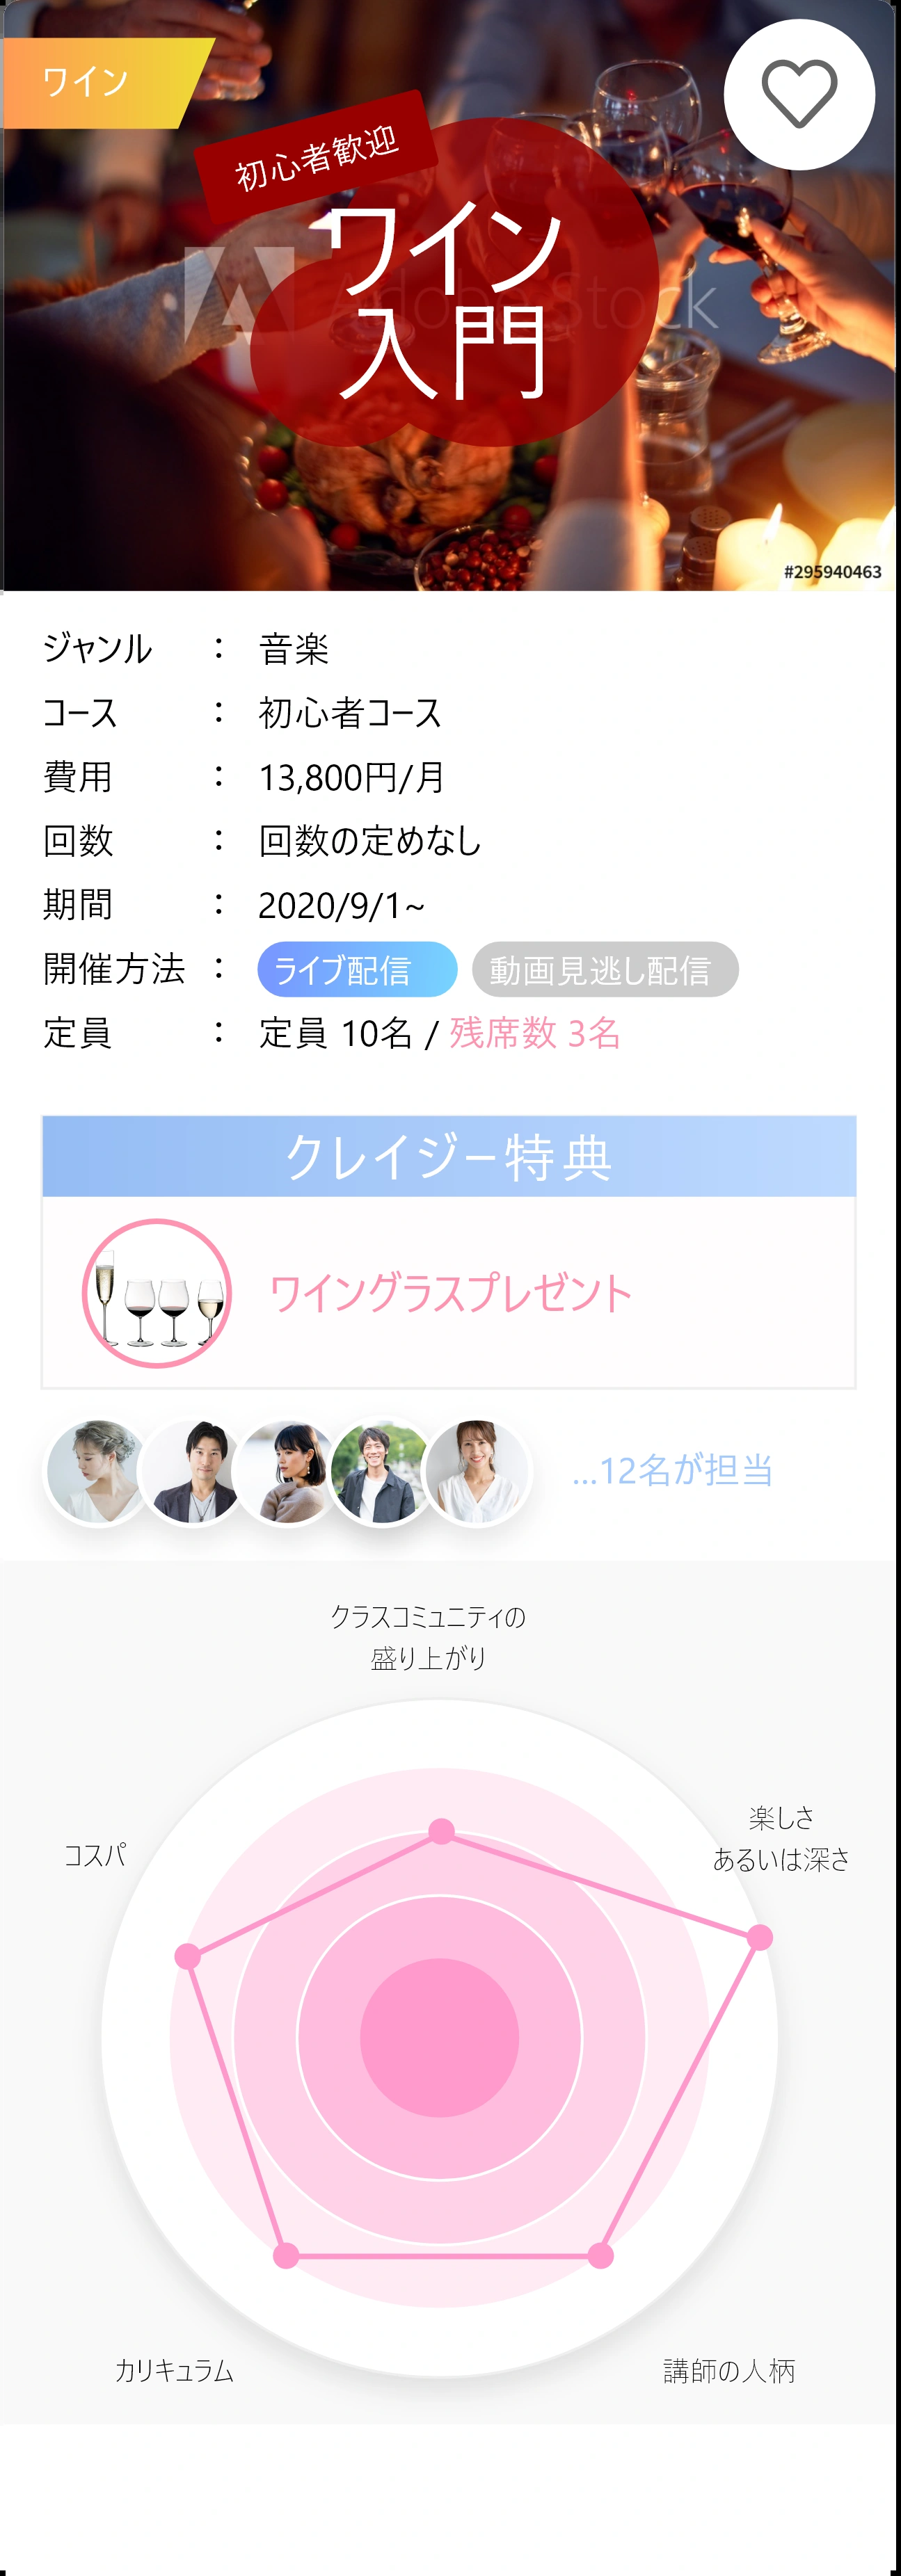 ワイン
初心者歓迎
ワイン
入門
Adobe Stock
#295940463
ジャンル : 音楽
コース : 初心者コース
費用 : 13,800円/月
回数 : 回数の定めなし
期間 : 2020/9/1~
開催方法 : ライブ配信 動画見逃し配信
定員 : 定員 10名 / 残席数 3名
クレイジー特典
ワイングラスプレゼント
...12名が担当
クラスコミュニティの
盛り上がり
楽しさ
あるいは深さ
コスパ
カリキュラム
講師の人柄